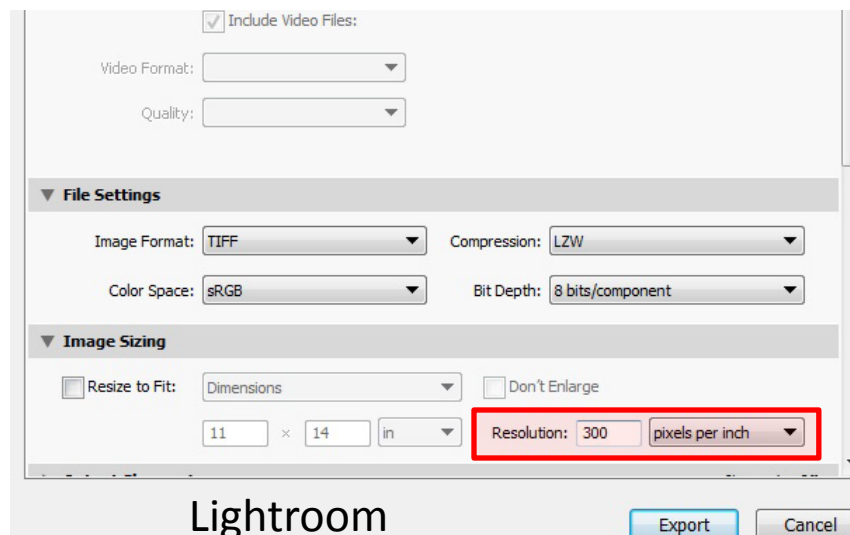 Include Video Files:
Video Format:
Quality:
File Settings
Image Format: TIFF Compression: LZW
Color Space: sRGB Bit Depth: 8 bits/component
Image Sizing
Resize to Fit: Dimensions Don't Enlarge
11 × 14 in Resolution: 300 pixels per inch
Lightroom
Export Cancel